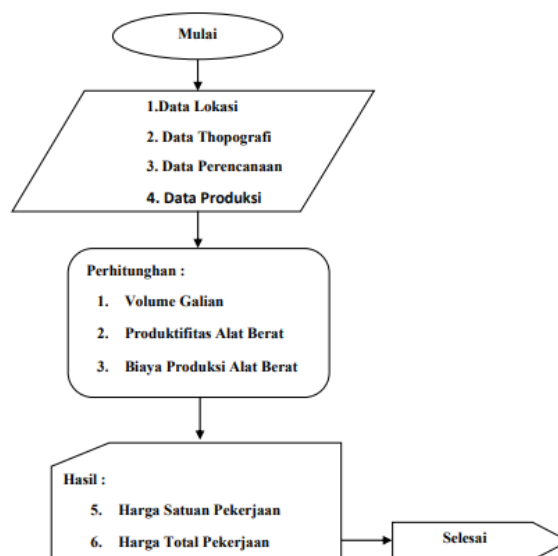 Mulai
1.Data Lokasi
2. Data Thopografi
3. Data Perencanaan
4. Data Produksi
Perhitunghan :
1. Volume Galian
2. Produktifitas Alat Berat
3. Biaya Produksi Alat Berat
Hasil :
5. Harga Satuan Pekerjaan
6. Harga Total Pekerjaan
Selesai